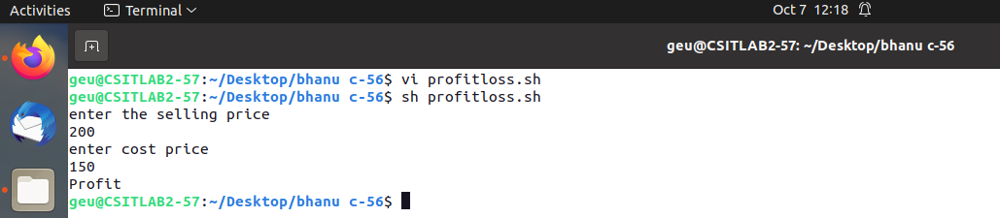 Activities
Terminal
Oct 7 12:18
geu@CSITLAB2-57: ~/Desktop/bhanu c-56
geu@CSITLAB2-57:~/Desktop/bhanu c-56$ vi profitloss.sh
geu@CSITLAB2-57:~/Desktop/bhanu c-56$ sh profitloss.sh
enter the selling price
200
enter cost price
150
Profit
geu@CSITLAB2-57:~/Desktop/bhanu c-56$